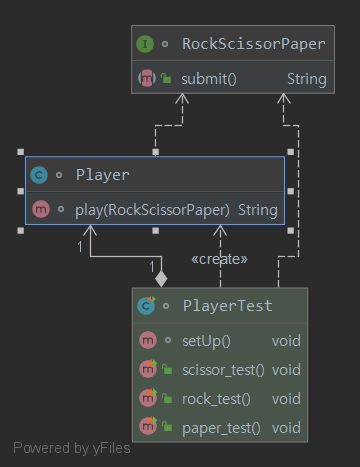 I RockScissorPaper
m submit() String
C Player
m play(RockScissorPaper) String
1
1 «create»
C PlayerTest
m setUp() void
m scissor_test() void
m rock_test() void
m paper_test() void
Powered by yFiles